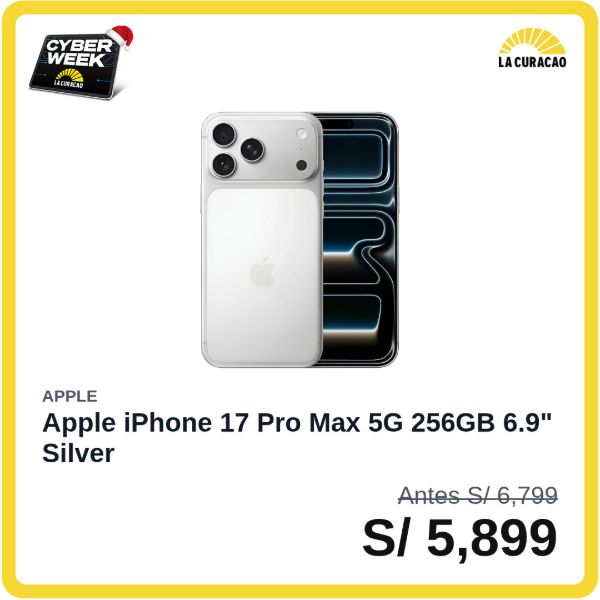 CYBER
WEEK
LA CURACAO
LA CURACAO
APPLE
Apple iPhone 17 Pro Max 5G 256GB 6.9"
Silver
Antes S/ 6,799
S/ 5,899